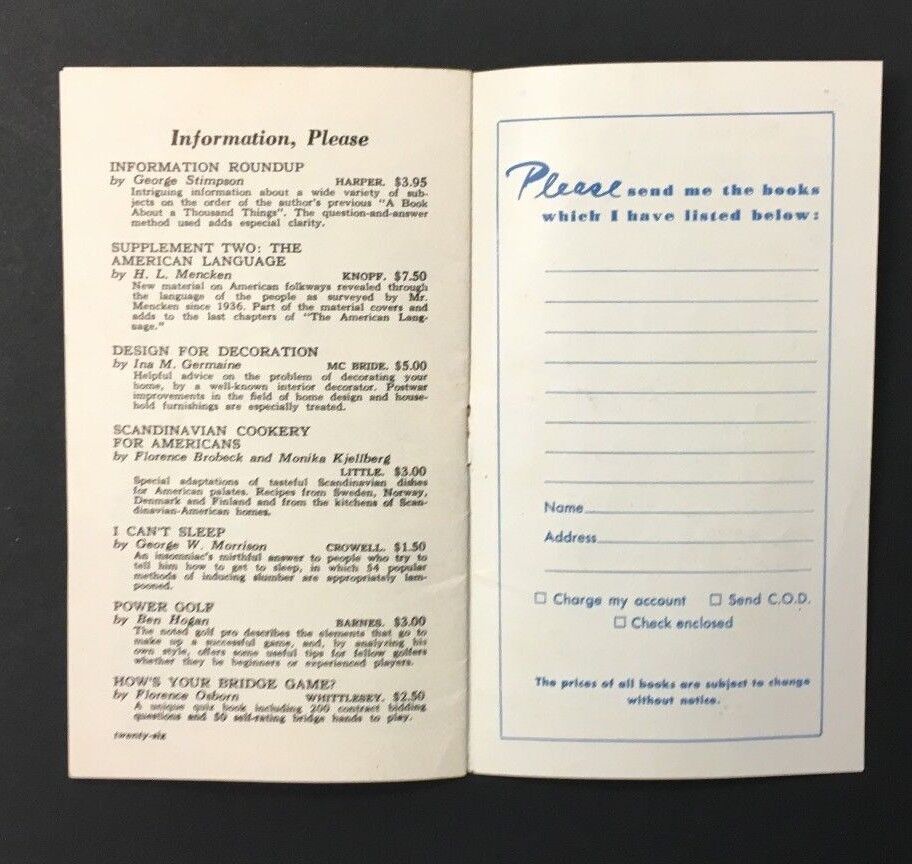 Information, Please
INFORMATION ROUNDUP
by George Stimpson HARPER. $3.95
Intriguing information about a wide variety of sub-
jects on the order of the author's previous "A Book
About a Thousand Things". The question-and-answer
method used adds especial clarity.
SUPPLEMENT TWO: THE
AMERICAN LANGUAGE
by H. L. Mencken KNOPF. $7.50
New material on American folkways revealed through
the language of the people as surveyed by Mr.
Mencken since 1936. Part of the material covers and
adds to the last chapters of "The American Lang-
uage."
DESIGN FOR DECORATION
by Ina M. Germaine MC BRIDE. $5.00
Helpful advice on the problem of decorating your
home, by a well-known interior decorator. Postwar
improvements in the field of home design and house-
hold furnishings are especially treated.
SCANDINAVIAN COOKERY
FOR AMERICANS
by Florence Brobeck and Monika Kjellberg
LITTLE. $3.00
Special adaptations of tasteful Scandinavian dishes
for American palates. Recipes from Sweden, Norway,
Denmark and Finland and from the kitchens of Scan-
dinavian-American homes.
I CAN'T SLEEP
by George W. Morrison CROWELL. $1.50
An insomniac's mirthful answer to people who try to
tell him how to get to sleep, in which 54 popular
methods of inducing slumber are appropriately lam-
pooned.
POWER GOLF
by Ben Hogan BARNES. $3.00
The noted golf pro describes the elements that go to
make up a successful game, and, by analyzing his
own style, offers some useful tips for fellow golfers
whether they be beginners or experienced players.
HOW'S YOUR BRIDGE GAME?
by Florence Osborn WHITTLESEY. $2.50
A unique quiz book including 200 contract bidding
questions and 50 self-rating bridge hands to play.
twenty-six
Please send me the books
which I have listed below:
Name
Address
Charge my account Send C.O.D.
Check enclosed
The prices of all books are subject to change
without notice.